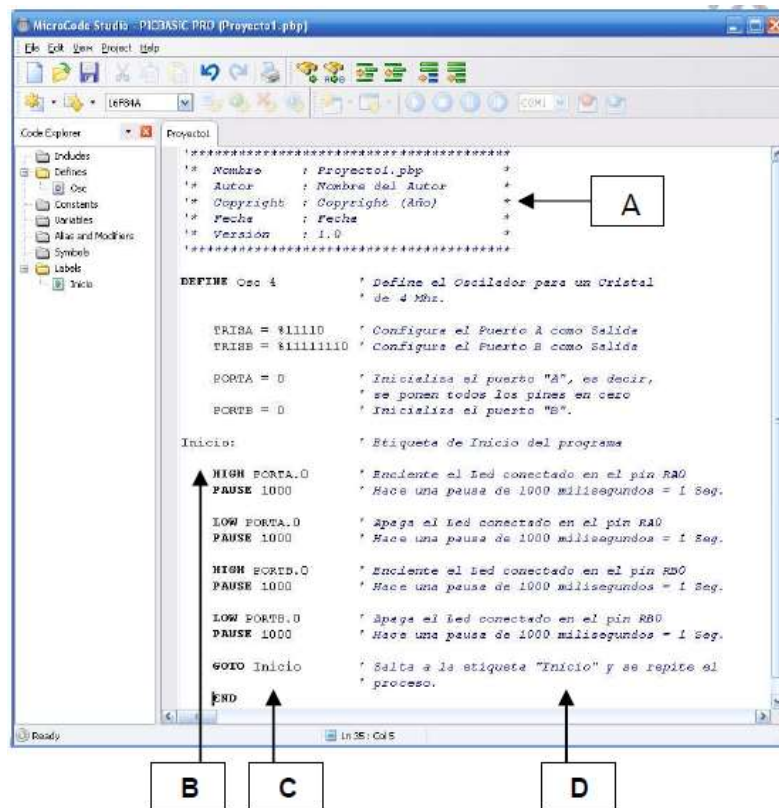 MicroCode Studio - PICBASIC PRO (Proyecto1.pbp)
File Edit View Project Help
16F84A
COM1
Code Explorer
Proyecto1
Includes
Defines
Osc
Constants
Variables
Alias and Modifiers
Symbols
Labels
Inicio
'****************************************
'* Nombre : Proyecto1.pbp *
'* Autor : Nombre del Autor *
'* Copyright : Copyright (Año) *
'* Fecha : Fecha *
'* Versión : 1.0 *
'****************************************
A
DEFINE Osc 4 ' Define el Oscilador para un Cristal
' de 4 Mhz.
TRISA = %11110 ' Configura el Puerto A como Salida
TRISB = %11111110 ' Configura el Puerto B como Salida
PORTA = 0 ' Inicializa el puerto "A", es decir,
' se ponen todos los pines en cero
PORTB = 0 ' Inicializa el puerto "B".
Inicio: ' Etiqueta de Inicio del programa
HIGH PORTA.0 ' Enciente el Led conectado en el pin RA0
PAUSE 1000 ' Hace una pausa de 1000 milisegundos = 1 Seg.
LOW PORTA.0 ' Apaga el Led conectado en el pin RA0
PAUSE 1000 ' Hace una pausa de 1000 milisegundos = 1 Seg.
HIGH PORTB.0 ' Enciente el Led conectado en el pin RB0
PAUSE 1000 ' Hace una pausa de 1000 milisegundos = 1 Seg.
LOW PORTB.0 ' Apaga el Led conectado en el pin RB0
PAUSE 1000 ' Hace una pausa de 1000 milisegundos = 1 Seg.
GOTO Inicio ' Salta a la etiqueta "Inicio" y se repite el
' proceso.
END
Ready
Ln 35 : Col 5
B
C
D